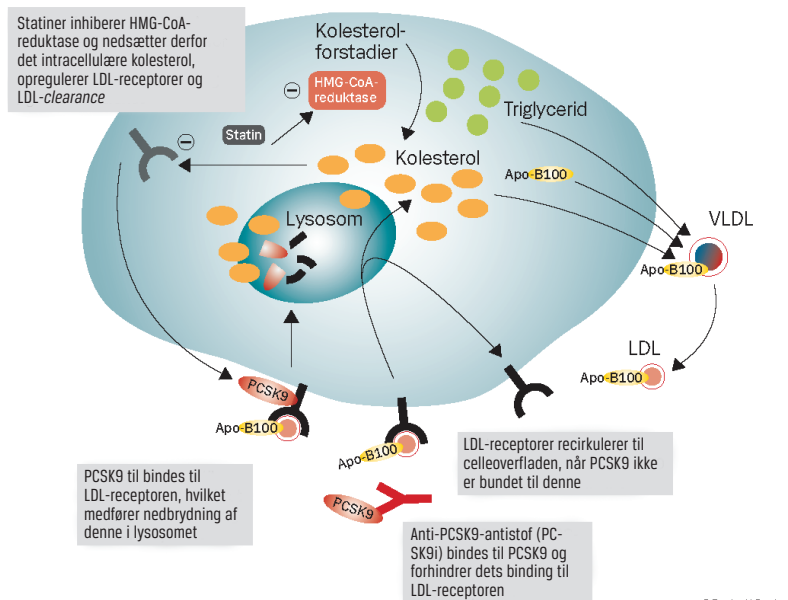 Statiner inhiberer HMG-CoA-
reduktase og nedsætter derfor
det intracellulære kolesterol,
opregulerer LDL-receptorer og
LDL-clearance
Kolesterol-
forstadier
HMG-CoA-
reduktase
Triglycerid
Statin
Kolesterol
Apo-B100
Lysosom
VLDL
Apo-B100
LDL
Apo-B100
PCSK9
Apo-B100
Apo-B100
PCSK9
LDL-receptorer recirkulerer til
celleoverfladen, når PCSK9 ikke
er bundet til denne
PCSK9 til bindes til
LDL-receptoren, hvilket
medfører nedbrydning af
denne i lysosomet
Anti-PCSK9-antistof (PC-
SK9i) bindes til PCSK9 og
forhindrer dets binding til
LDL-receptoren